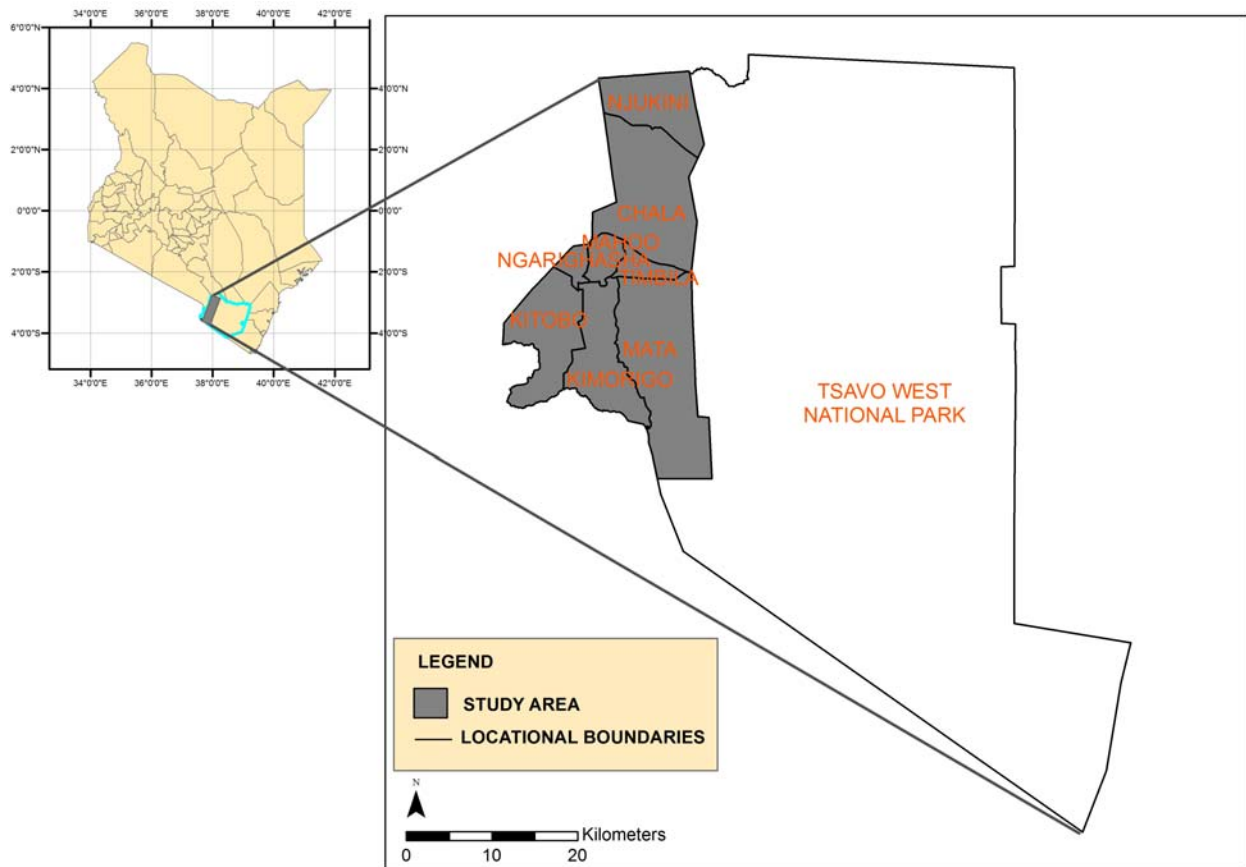 34°0'0"E 36°0'0"E 38°0'0"E 40°0'0"E 42°0'0"E
6°0'0"N
4°0'0"N 4°0'0"N
2°0'0"N 2°0'0"N
0°0'0" 0°0'0"
2°0'0"S 2°0'0"S
4°0'0"S 4°0'0"S
34°0'0"E 36°0'0"E 38°0'0"E 40°0'0"E 42°0'0"E
NJUKINI
CHALA
MAHOO
NGARIGHASHA
TIMBILA
KITOBO
MATA
KIMORIGO
TSAVO WEST
NATIONAL PARK
LEGEND
STUDY AREA
LOCATIONAL BOUNDARIES
N
Kilometers
0 10 20